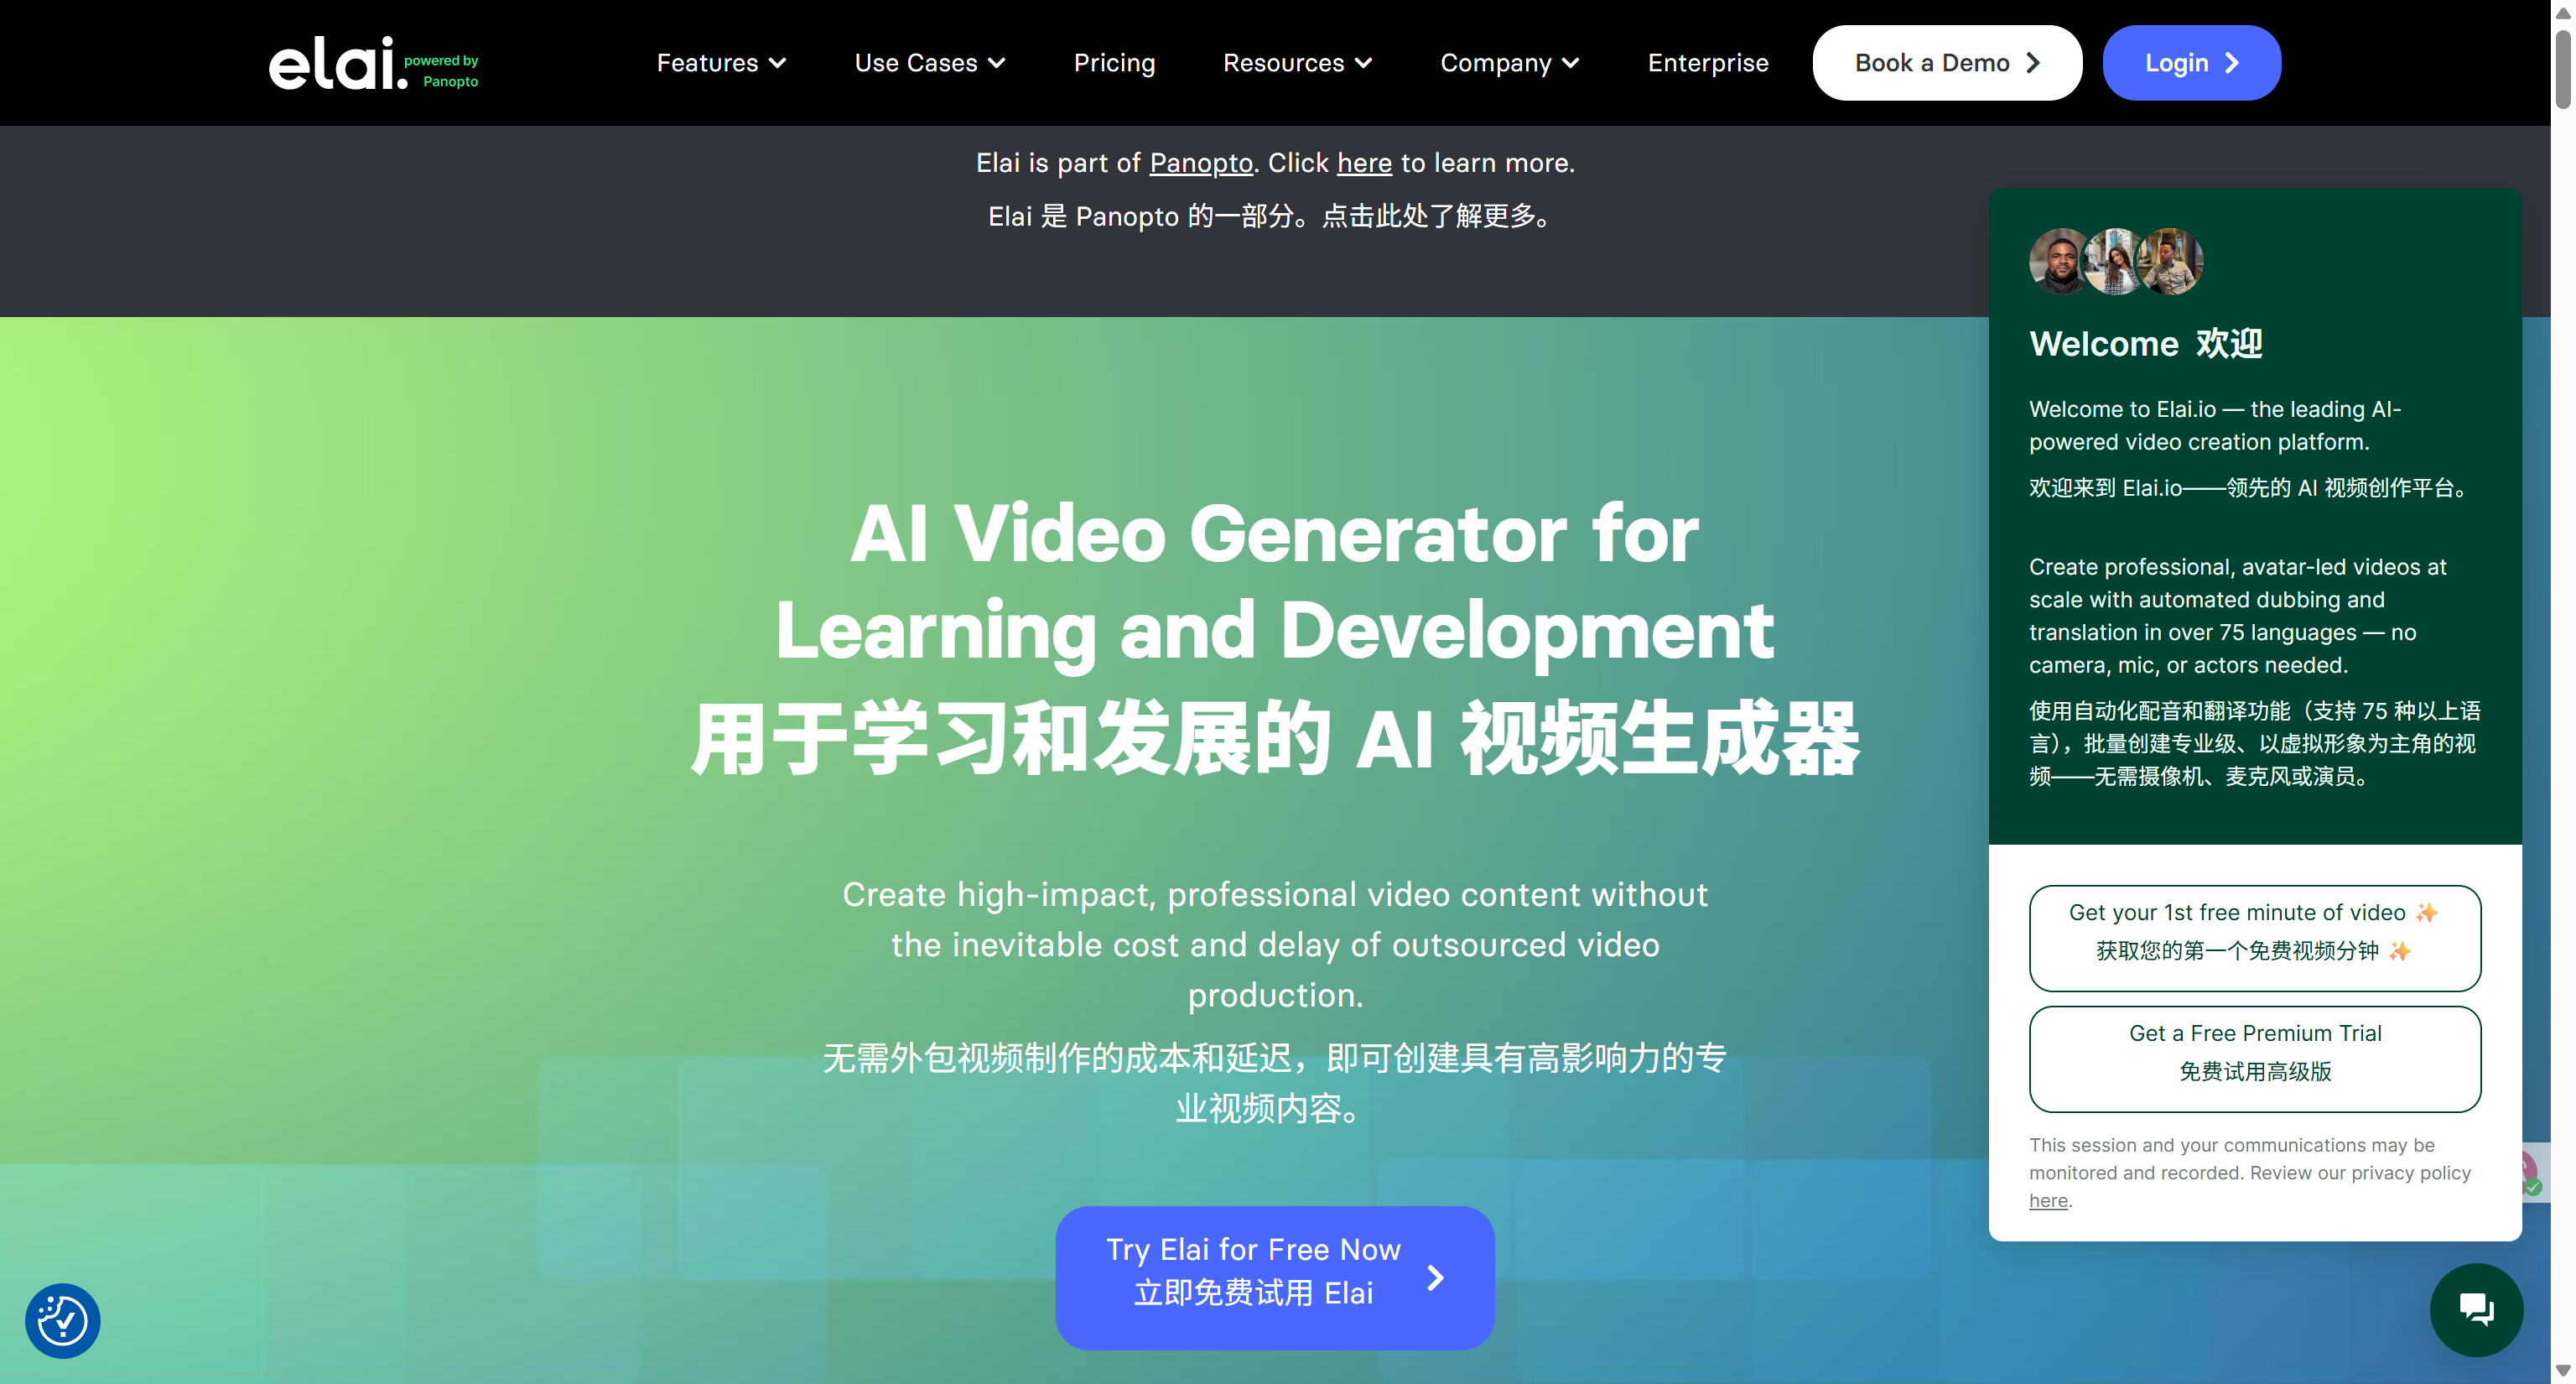 elai. powered by
Panopto
Features
Use Cases
Pricing
Resources
Company
Enterprise
Book a Demo
Login
Elai is part of Panopto. Click here to learn more.
Elai 是 Panopto 的一部分。点击此处了解更多。
AI Video Generator for
Learning and Development
用于学习和发展的 AI 视频生成器
Create high-impact, professional video content without
the inevitable cost and delay of outsourced video
production.
无需外包视频制作的成本和延迟，即可创建具有高影响力的专
业视频内容。
Try Elai for Free Now
立即免费试用 Elai
Welcome 欢迎
Welcome to Elai.io — the leading AI-
powered video creation platform.
欢迎来到 Elai.io——领先的 AI 视频创作平台。
Create professional, avatar-led videos at
scale with automated dubbing and
translation in over 75 languages — no
camera, mic, or actors needed.
使用自动化配音和翻译功能（支持 75 种以上语
言），批量创建专业级、以虚拟形象为主角的视
频——无需摄像机、麦克风或演员。
Get your 1st free minute of video ✨
获取您的第一个免费视频分钟 ✨
Get a Free Premium Trial
免费试用高级版
This session and your communications may be
monitored and recorded. Review our privacy policy
here.